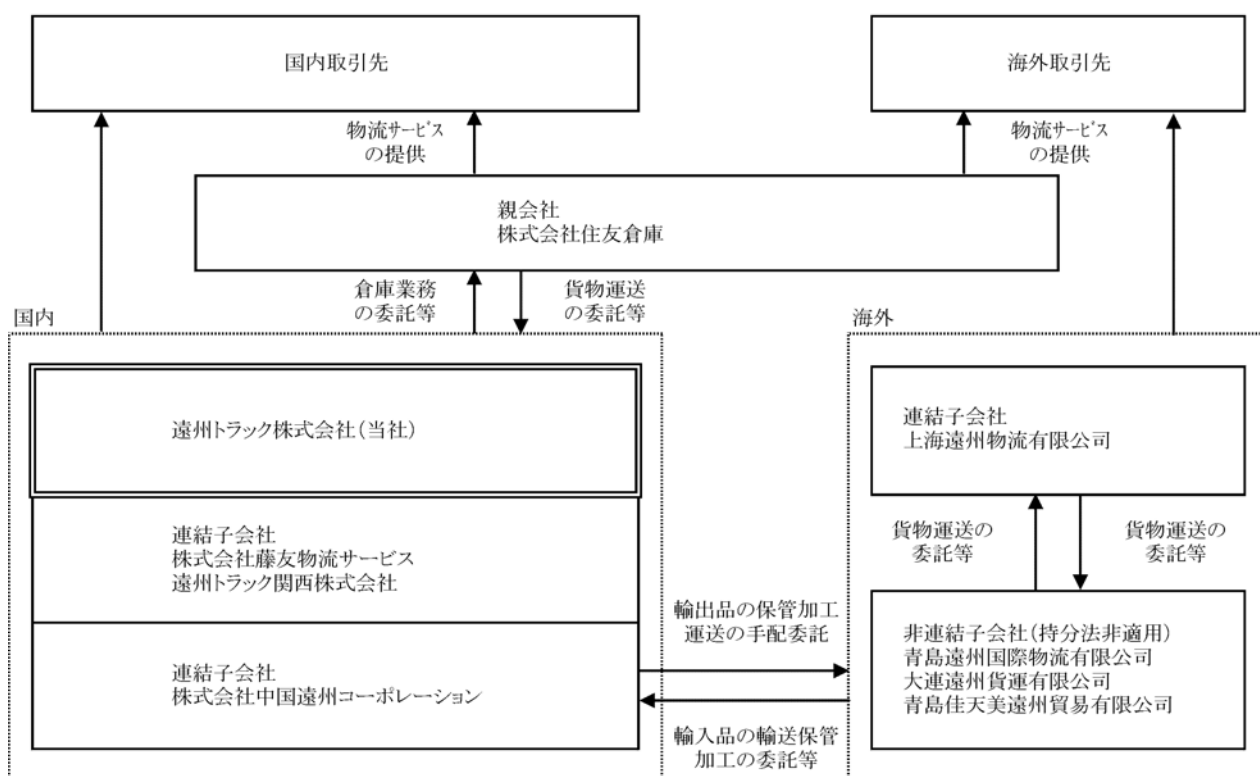 国内取引先
海外取引先
物流サービス
の提供
物流サービス
の提供
親会社
株式会社住友倉庫
倉庫業務
の委託等
貨物運送
の委託等
国内
海外
遠州トラック株式会社(当社)
連結子会社
上海遠州物流有限公司
連結子会社
株式会社藤友物流サービス
遠州トラック関西株式会社
貨物運送の
委託等
貨物運送の
委託等
輸出品の保管加工
運送の手配委託
連結子会社
株式会社中国遠州コーポレーション
非連結子会社(持分法非適用)
青島遠州国際物流有限公司
大連遠州貨運有限公司
青島佳天美遠州貿易有限公司
輸入品の輸送保管
加工の委託等